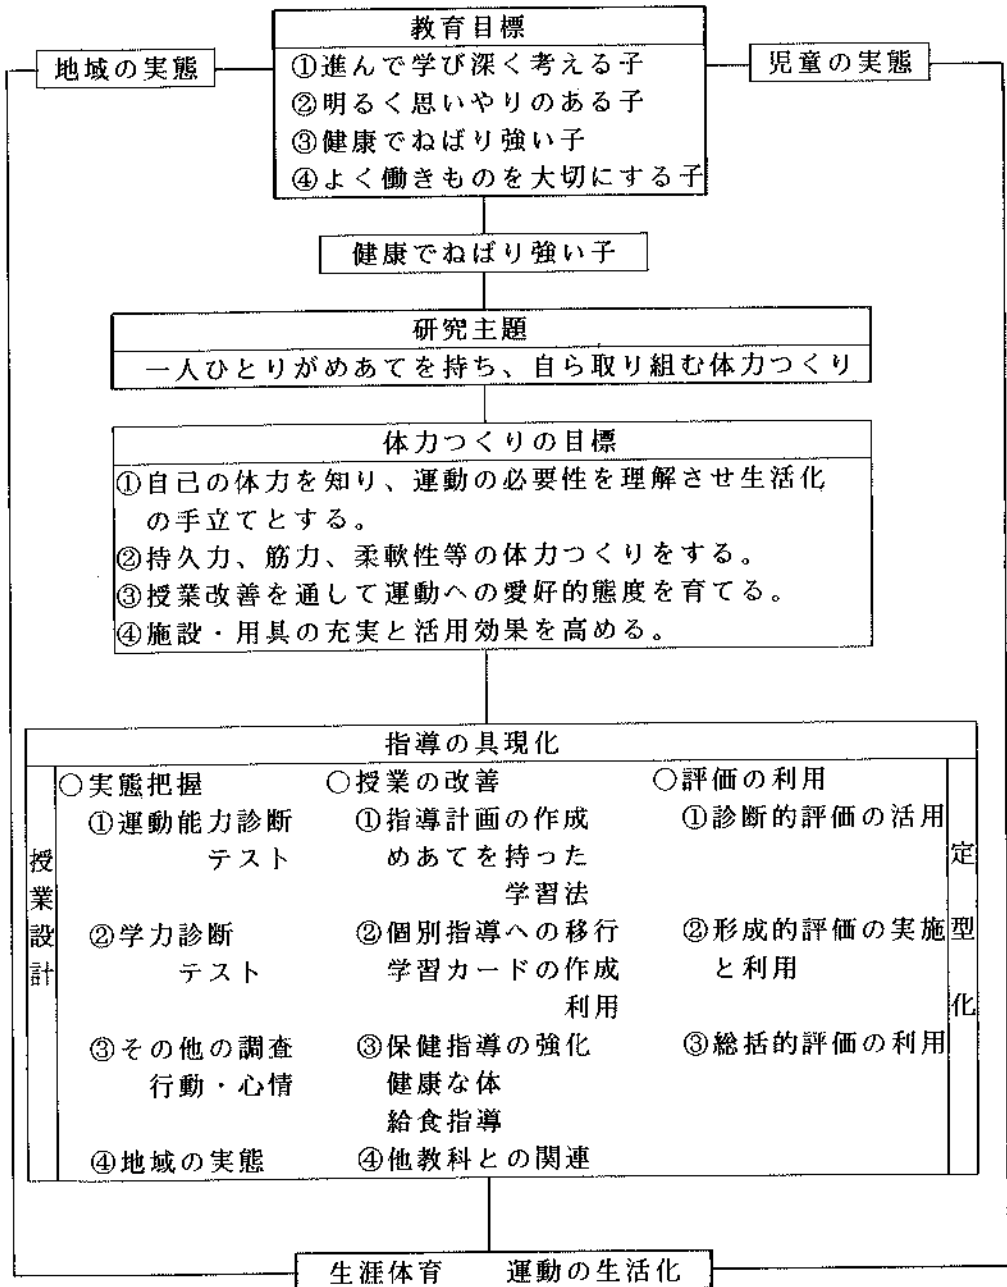 教育目標
地域の実態
児童の実態
①進んで学び深く考える子
②明るく思いやりのある子
③健康でねばり強い子
④よく働きものを大切にする子
健康でねばり強い子
研究主題
一人ひとりがめあてを持ち、自ら取り組む体力つくり
体力つくりの目標
①自己の体力を知り、運動の必要性を理解させ生活化
の手立てとする。
②持久力、筋力、柔軟性等の体力つくりをする。
③授業改善を通して運動への愛好的態度を育てる。
④施設・用具の充実と活用効果を高める。
指導の具現化
授業設計
○実態把握
①運動能力診断
テスト
②学力診断
テスト
③その他の調査
行動・心情
④地域の実態
○授業の改善
①指導計画の作成
めあてを持った
学習法
②個別指導への移行
学習カードの作成
利用
③保健指導の強化
健康な体
給食指導
④他教科との関連
○評価の利用
①診断的評価の活用
②形成的評価の実施
と利用
③総括的評価の利用
定型化
生涯体育 運動の生活化